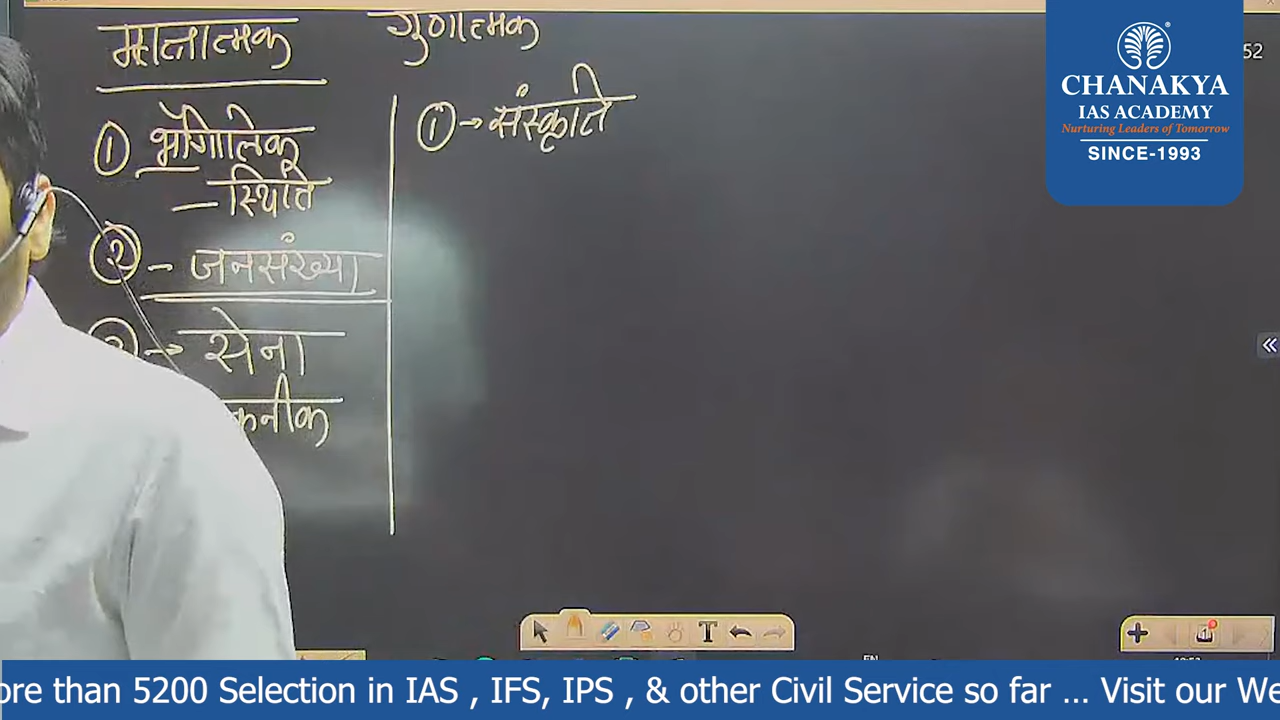 मात्रात्मक
① भौगोलिक
— स्थिति
② - जनसंख्या
→ सेना
कनीक
गुणात्मक
① → संस्कृति
52
CHANAKYA
IAS ACADEMY
Nurturing Leaders of Tomorrow
SINCE-1993
T
ore than 5200 Selection in IAS , IFS, IPS , & other Civil Service so far ... Visit our We